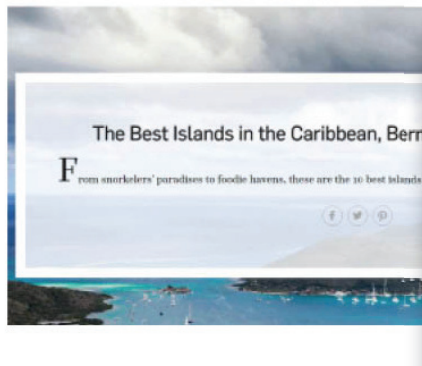 The Best Islands in the Caribbean, Berm
From snorkelers' paradises to foodie havens, these are the 10 best islands